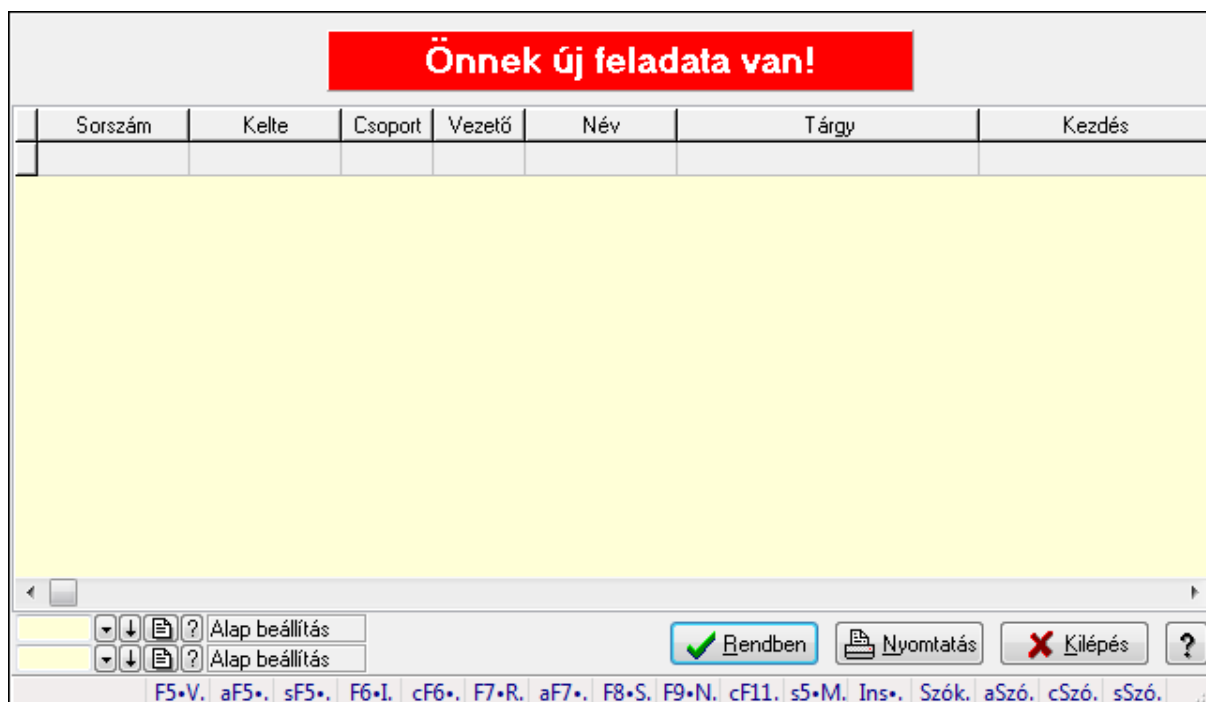 Önnek új feladata van!
Sorszám Kelte Csoport Vezető Név Tárgy Kezdés
? Alap beállítás
? Alap beállítás
Rendben Nyomtatás Kilépés ?
F5•V. aF5•. sF5•. F6•I. cF6•. F7•R. aF7•. F8•S. F9•N. cF11. s5•M. Ins•. Szók. aSzó. cSzó. sSzó.